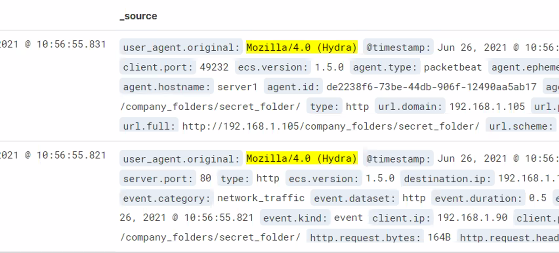 _source
2021 @ 10:56:55.831 user_agent.original: Mozilla/4.0 (Hydra) @timestamp: Jun 26, 2021 @ 10:56:
client.port: 49232 ecs.version: 1.5.0 agent.type: packetbeat agent.epheme
agent.hostname: server1 agent.id: de2238f6-73be-44db-906f-12490aa5ab17 age
/company_folders/secret_folder/ type: http url.domain: 192.168.1.105 url.p
url.full: http://192.168.1.105/company_folders/secret_folder/ url.scheme:
2021 @ 10:56:55.821 user_agent.original: Mozilla/4.0 (Hydra) @timestamp: Jun 26, 2021 @ 10:56:
server.port: 80 type: http ecs.version: 1.5.0 destination.ip: 192.168.1.1
event.category: network_traffic event.dataset: http event.duration: 0.5 e
26, 2021 @ 10:56:55.821 event.kind: event client.ip: 192.168.1.90 client.p
/company_folders/secret_folder/ http.request.bytes: 164B http.request.head